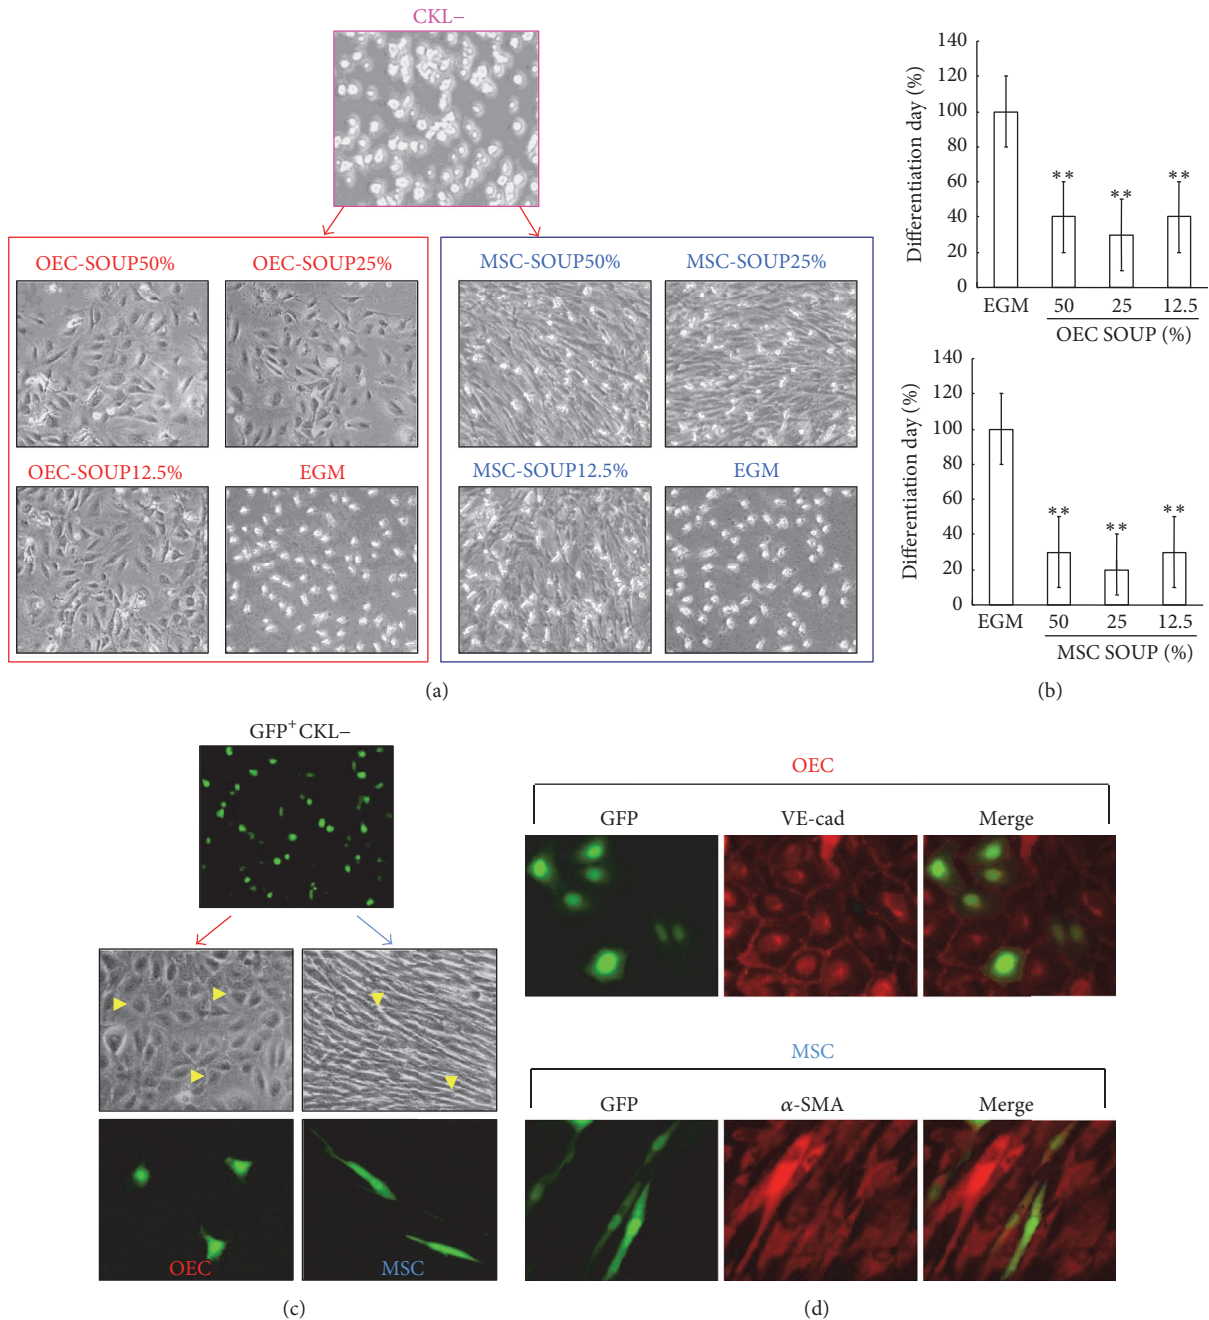 CKL−
OEC-SOUP50%
OEC-SOUP25%
MSC-SOUP50%
MSC-SOUP25%
OEC-SOUP12.5%
EGM
MSC-SOUP12.5%
EGM
(a)
Differentiation day (%)
140
120
100
80
60
40
20
0
**
**
**
EGM 50 25 12.5
OEC SOUP (%)
Differentiation day (%)
140
120
100
80
60
40
20
0
**
**
**
EGM 50 25 12.5
MSC SOUP (%)
(b)
GFP⁺CKL−
OEC
MSC
(c)
OEC
GFP VE-cad Merge
MSC
GFP α-SMA Merge
(d)